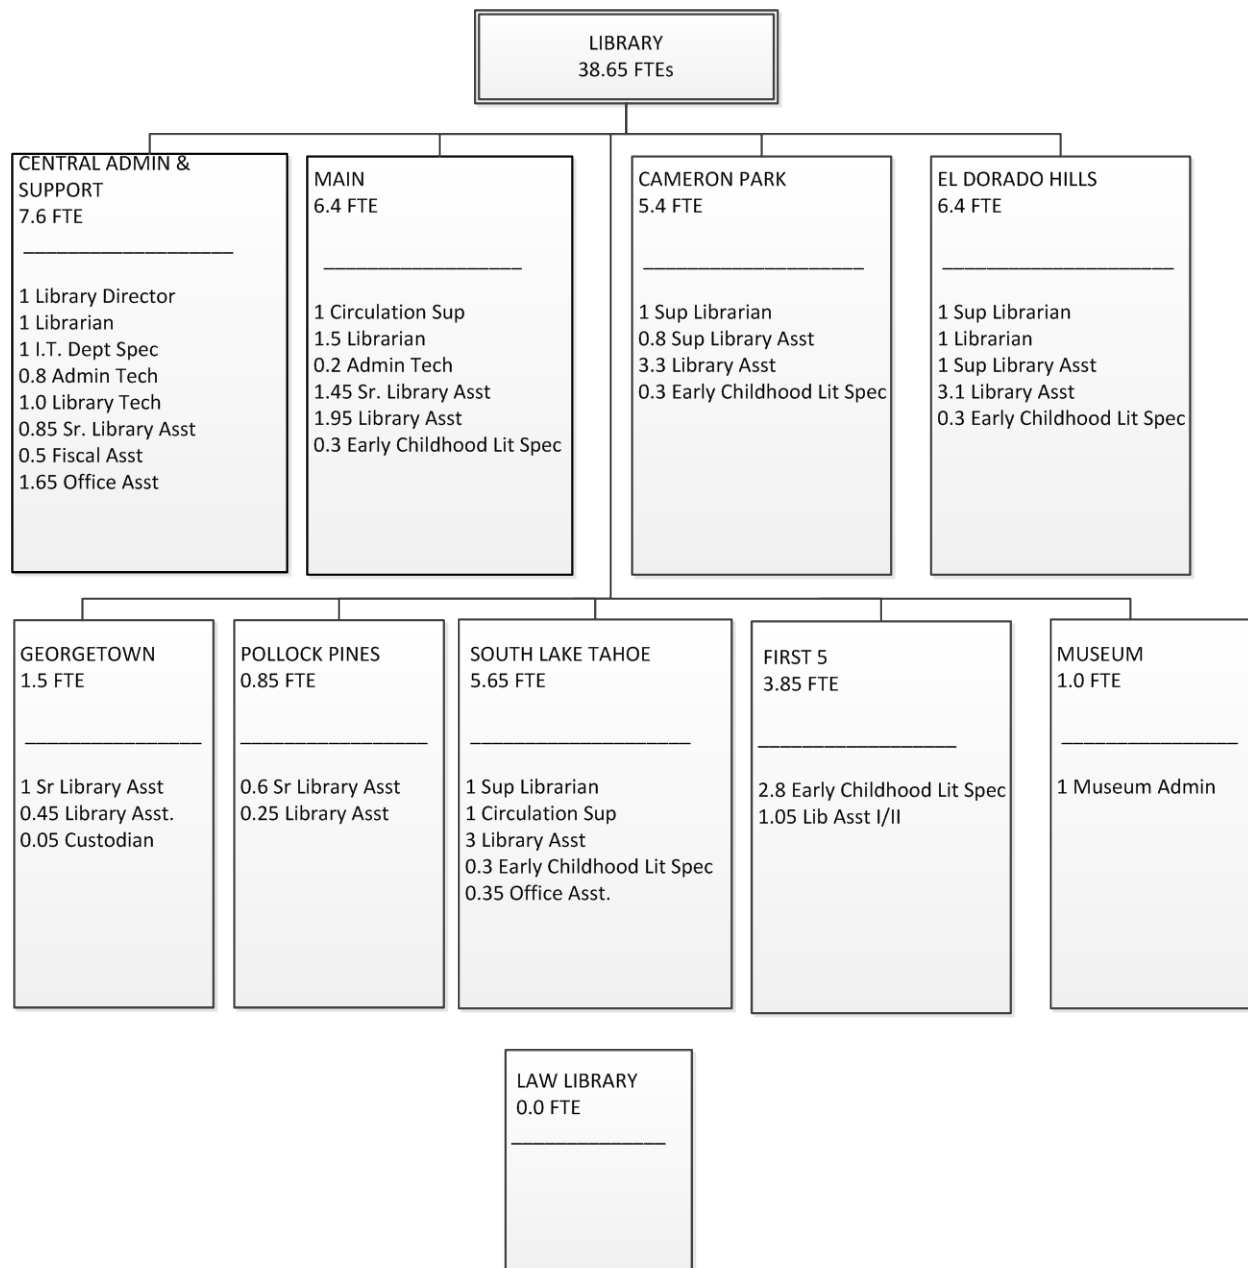 LIBRARY
38.65 FTEs
CENTRAL ADMIN &
SUPPORT
7.6 FTE
1 Library Director
1 Librarian
1 I.T. Dept Spec
0.8 Admin Tech
1.0 Library Tech
0.85 Sr. Library Asst
0.5 Fiscal Asst
1.65 Office Asst
MAIN
6.4 FTE
1 Circulation Sup
1.5 Librarian
0.2 Admin Tech
1.45 Sr. Library Asst
1.95 Library Asst
0.3 Early Childhood Lit Spec
CAMERON PARK
5.4 FTE
1 Sup Librarian
0.8 Sup Library Asst
3.3 Library Asst
0.3 Early Childhood Lit Spec
EL DORADO HILLS
6.4 FTE
1 Sup Librarian
1 Librarian
1 Sup Library Asst
3.1 Library Asst
0.3 Early Childhood Lit Spec
GEORGETOWN
1.5 FTE
1 Sr Library Asst
0.45 Library Asst.
0.05 Custodian
POLLOCK PINES
0.85 FTE
0.6 Sr Library Asst
0.25 Library Asst
SOUTH LAKE TAHOE
5.65 FTE
1 Sup Librarian
1 Circulation Sup
3 Library Asst
0.3 Early Childhood Lit Spec
0.35 Office Asst.
FIRST 5
3.85 FTE
2.8 Early Childhood Lit Spec
1.05 Lib Asst I/II
MUSEUM
1.0 FTE
1 Museum Admin
LAW LIBRARY
0.0 FTE